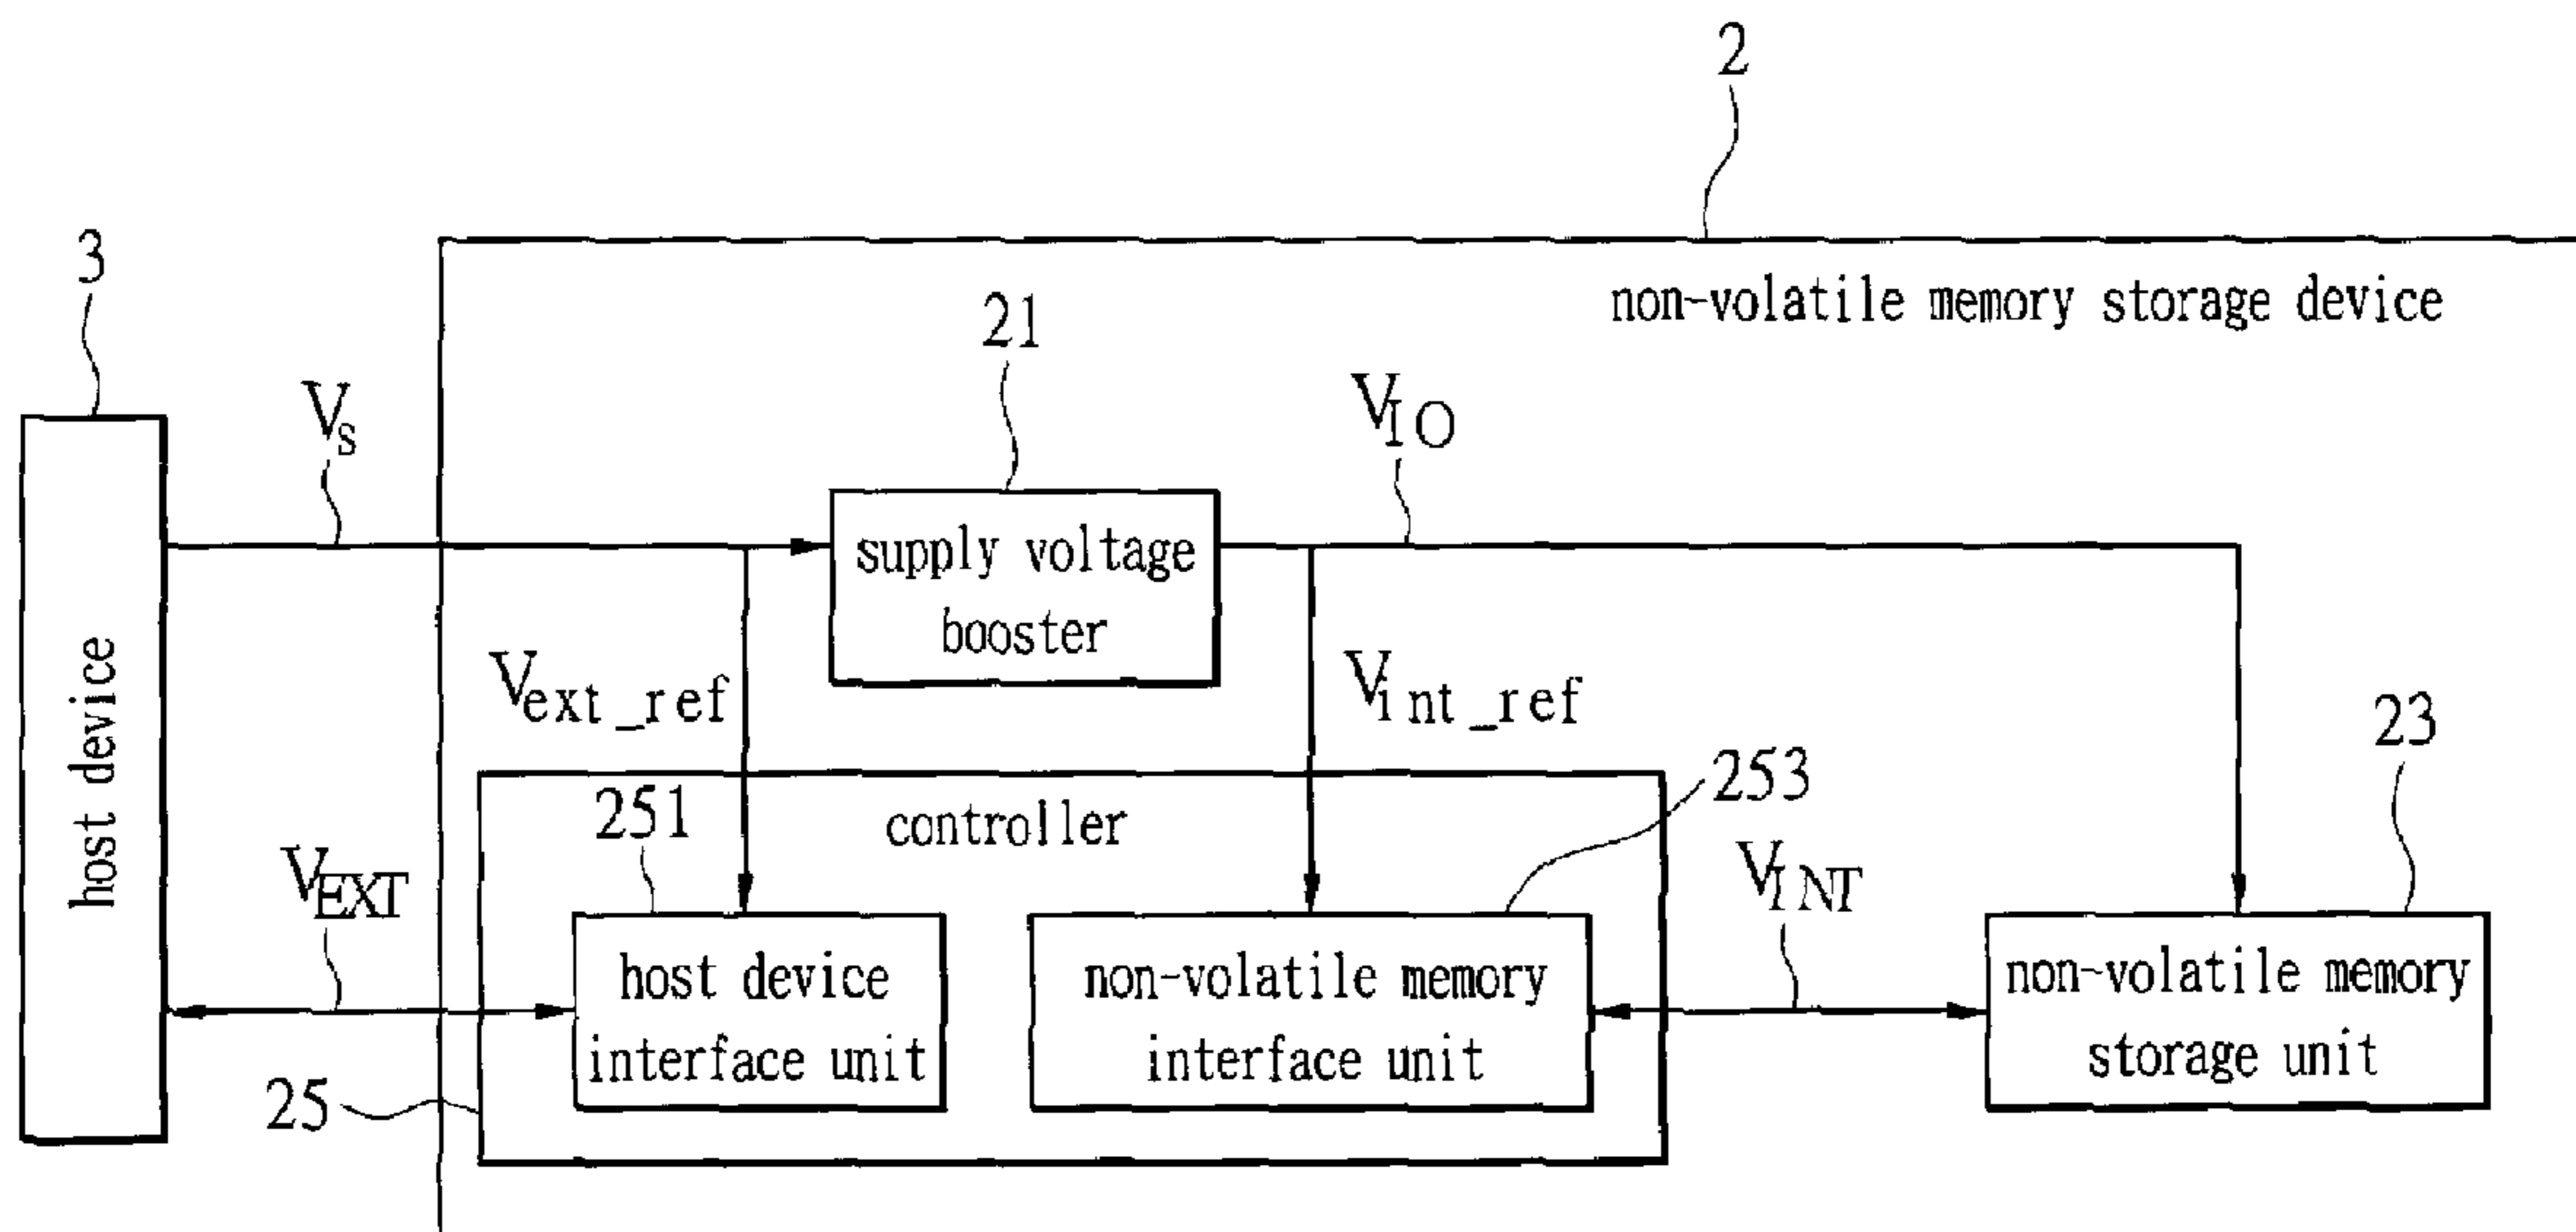 2
non-volatile memory storage device
3
21
V_S
V_IO
supply voltage
booster
V_ext_ref
V_int_ref
23
host device
251
controller
253
V_EXT
V_INT
host device
interface unit
non-volatile memory
interface unit
non-volatile memory
storage unit
25